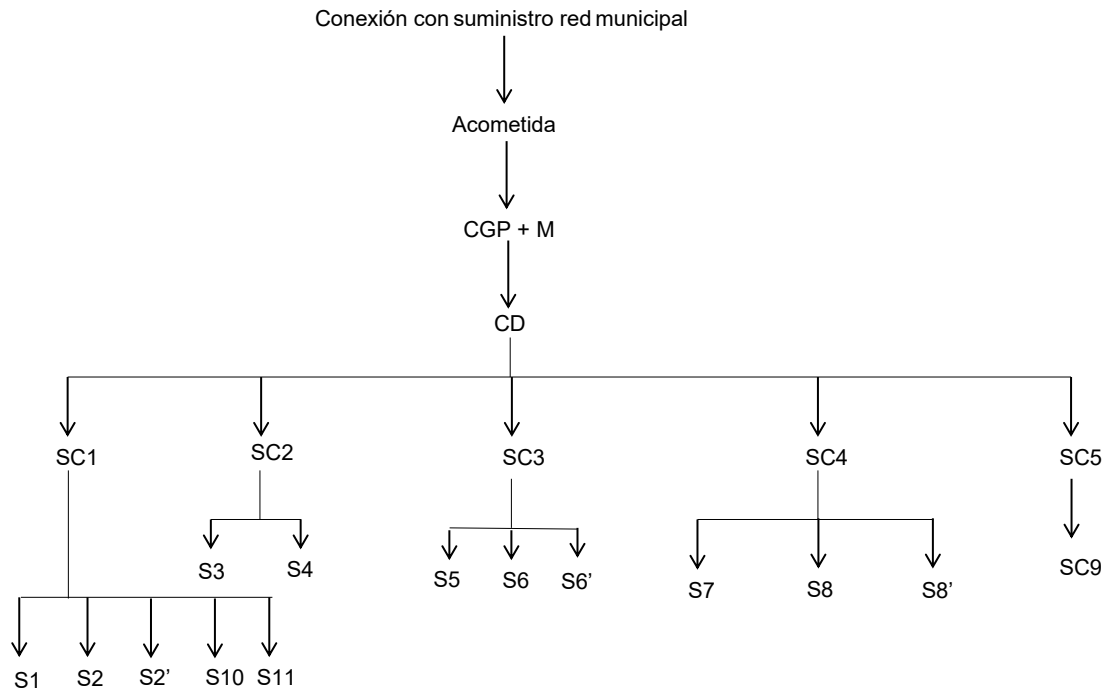 Conexión con suministro red municipal
Acometida
CGP + M
CD
SC1 SC2 SC3 SC4 SC5
S3 S4 S5 S6 S6’ S7 S8 S8’ SC9
S1 S2 S2’ S10 S11